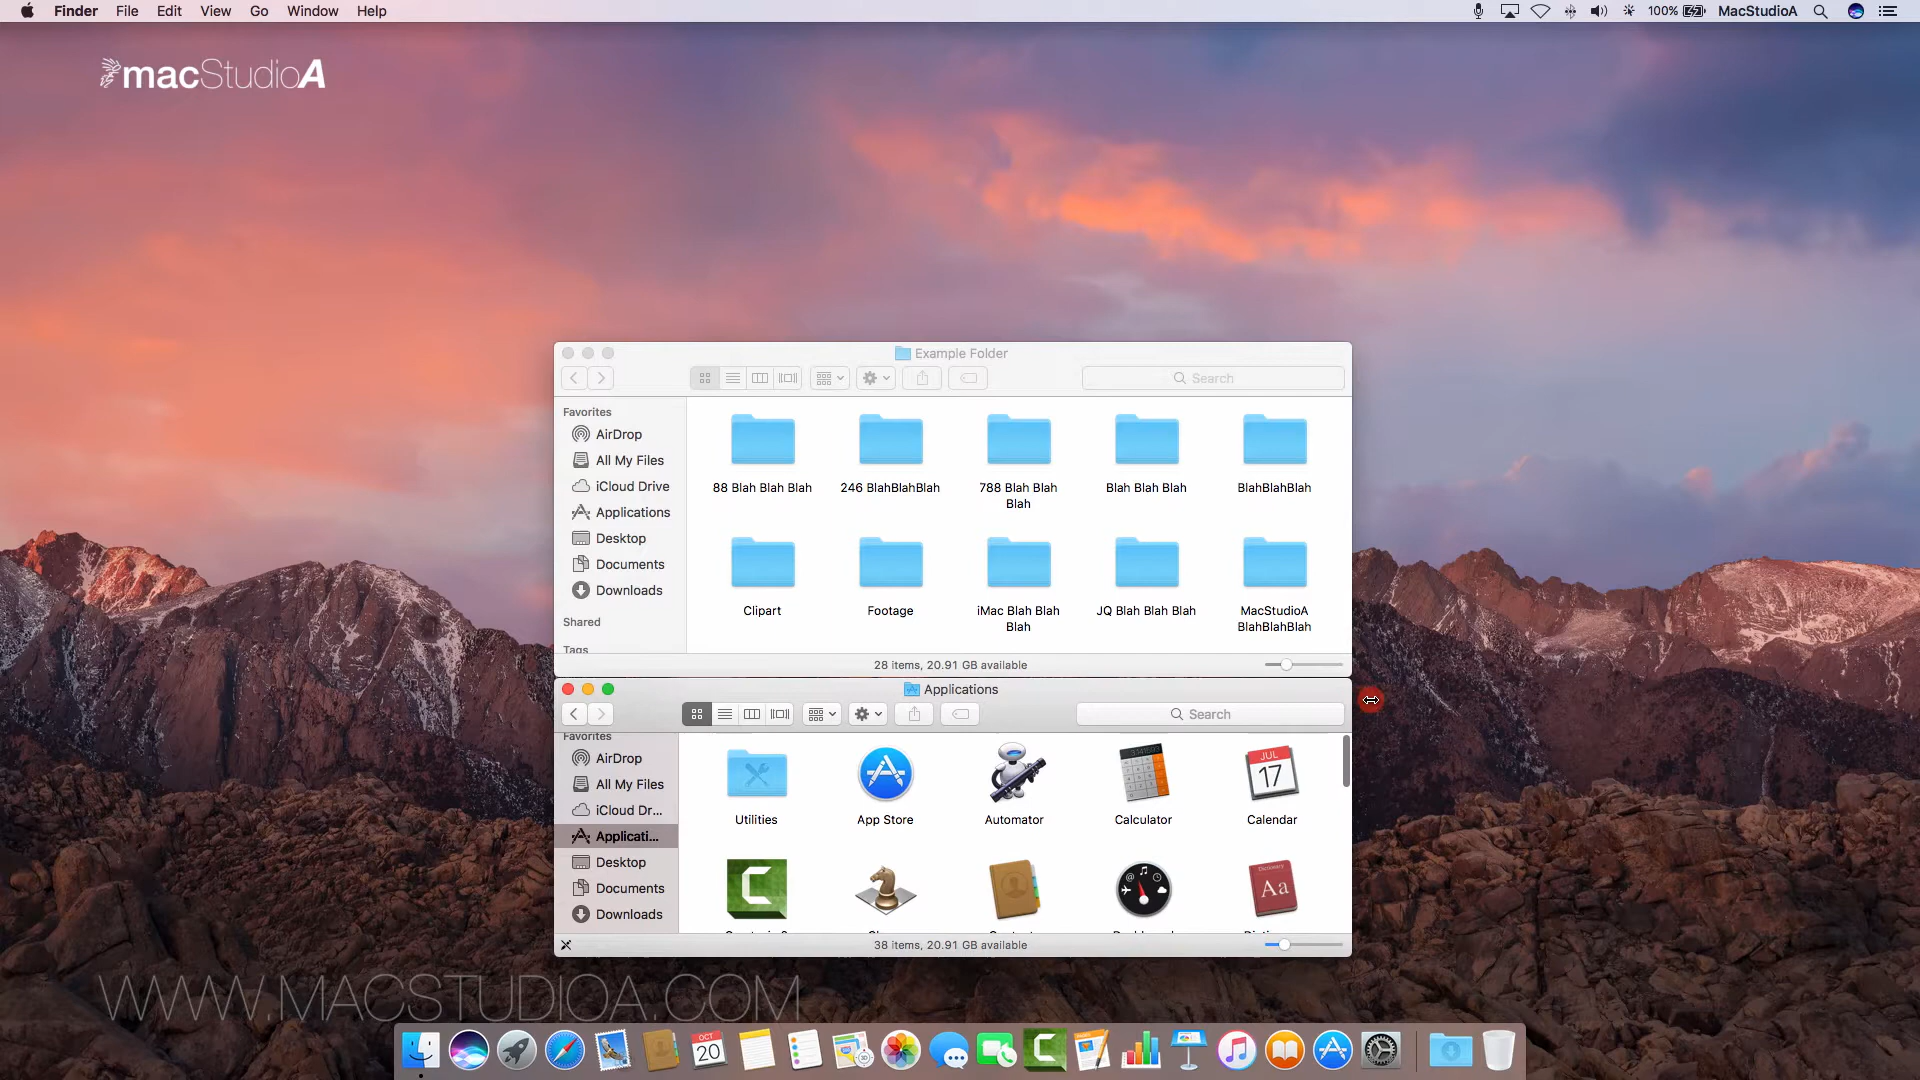 Finder File Edit View Go Window Help
100% MacStudioA
macStudioA
Example Folder
Search
Favorites
AirDrop
All My Files
iCloud Drive
Applications
Desktop
Documents
Downloads
Shared
Tags
88 Blah Blah Blah
246 BlahBlahBlah
788 Blah Blah
Blah
Blah Blah Blah
BlahBlahBlah
Clipart
Footage
iMac Blah Blah
Blah
JQ Blah Blah Blah
MacStudioA
BlahBlahBlah
28 items, 20.91 GB available
Applications
Search
Favorites
AirDrop
All My Files
iCloud Dr...
Applicati...
Desktop
Documents
Downloads
Utilities
App Store
Automator
Calculator
JUL
17
Calendar
Dictionary
Aa
38 items, 20.91 GB available
WWW.MACSTUDIOA.COM
OCT
20